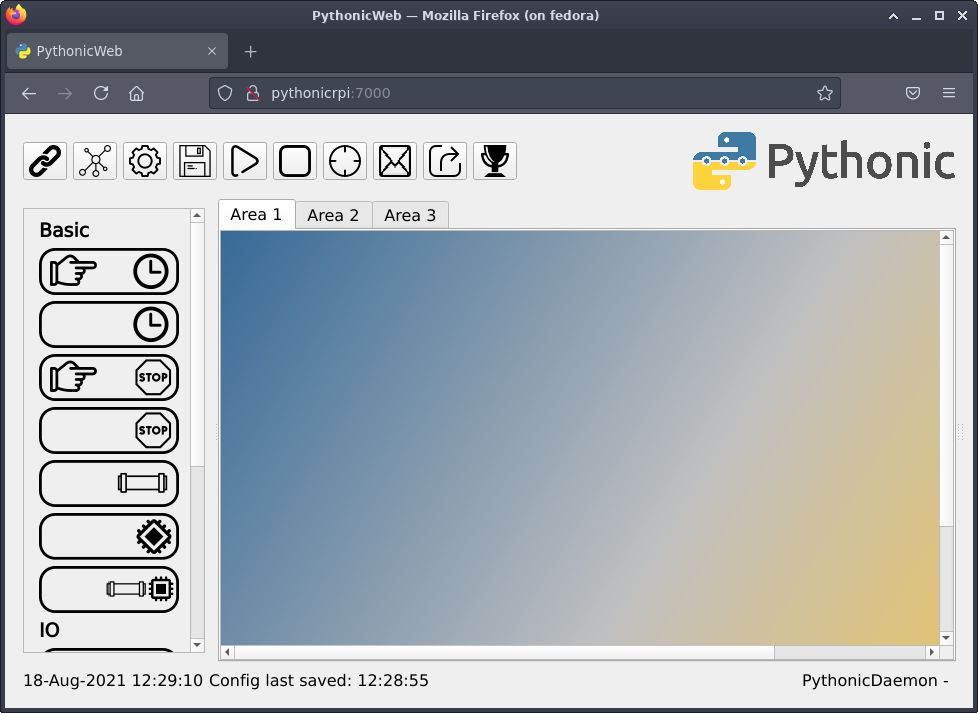 PythonicWeb — Mozilla Firefox (on fedora)
PythonicWeb
pythonicrpi:7000
Pythonic
Area 1 Area 2 Area 3
Basic
STOP
STOP
IO
18-Aug-2021 12:29:10 Config last saved: 12:28:55
PythonicDaemon -